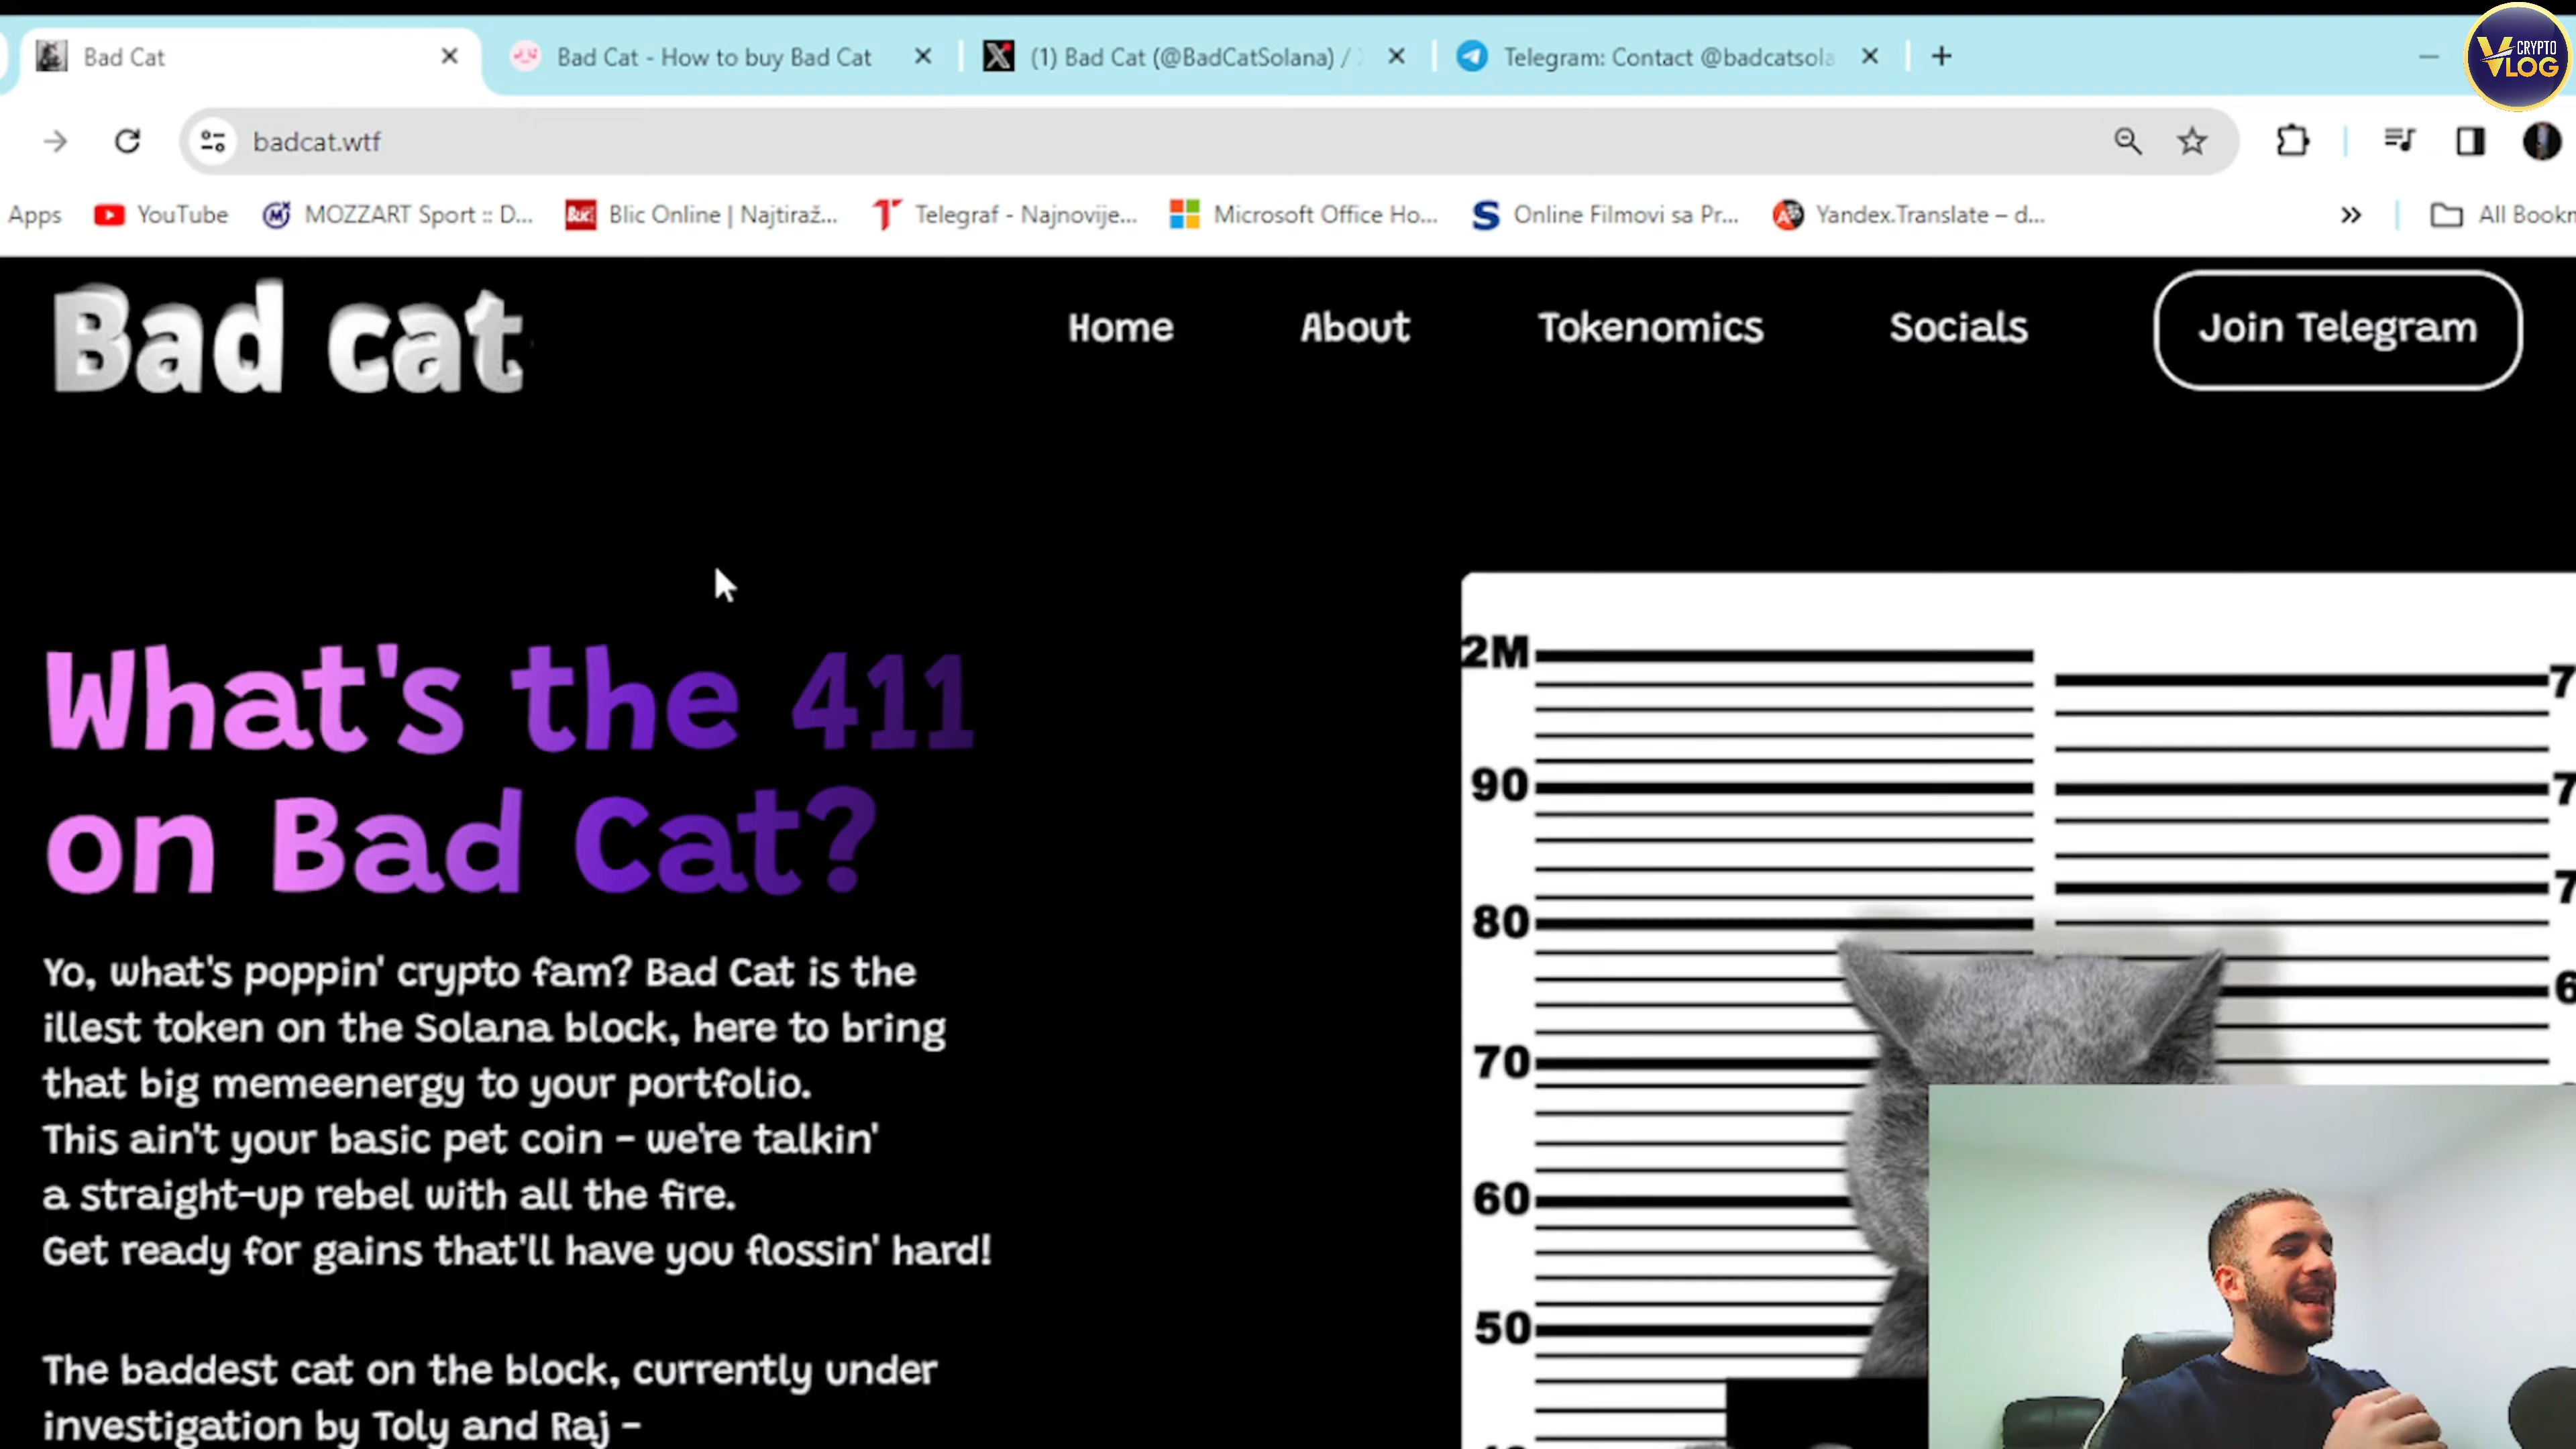 Bad Cat
Bad Cat - How to buy Bad Cat
(1) Bad Cat (@BadCatSolana) /
Telegram: Contact @badcatsola
CRYPTO
VLOG
badcat.wtf
Apps
YouTube
MOZZART Sport :: D...
Blic Online | Najtiraž...
Telegraf - Najnovije...
Microsoft Office Ho...
Online Filmovi sa Pr...
Yandex.Translate – d...
All Bookm
Bad cat
Home
About
Tokenomics
Socials
Join Telegram
What's the 411
on Bad Cat?
Yo, what's poppin' crypto fam? Bad Cat is the
illest token on the Solana block, here to bring
that big memeenergy to your portfolio.
This ain't your basic pet coin - we're talkin'
a straight-up rebel with all the fire.
Get ready for gains that'll have you flossin' hard!
The baddest cat on the block, currently under
investigation by Toly and Raj -
2M
90
80
70
60
50
7
7
7
6